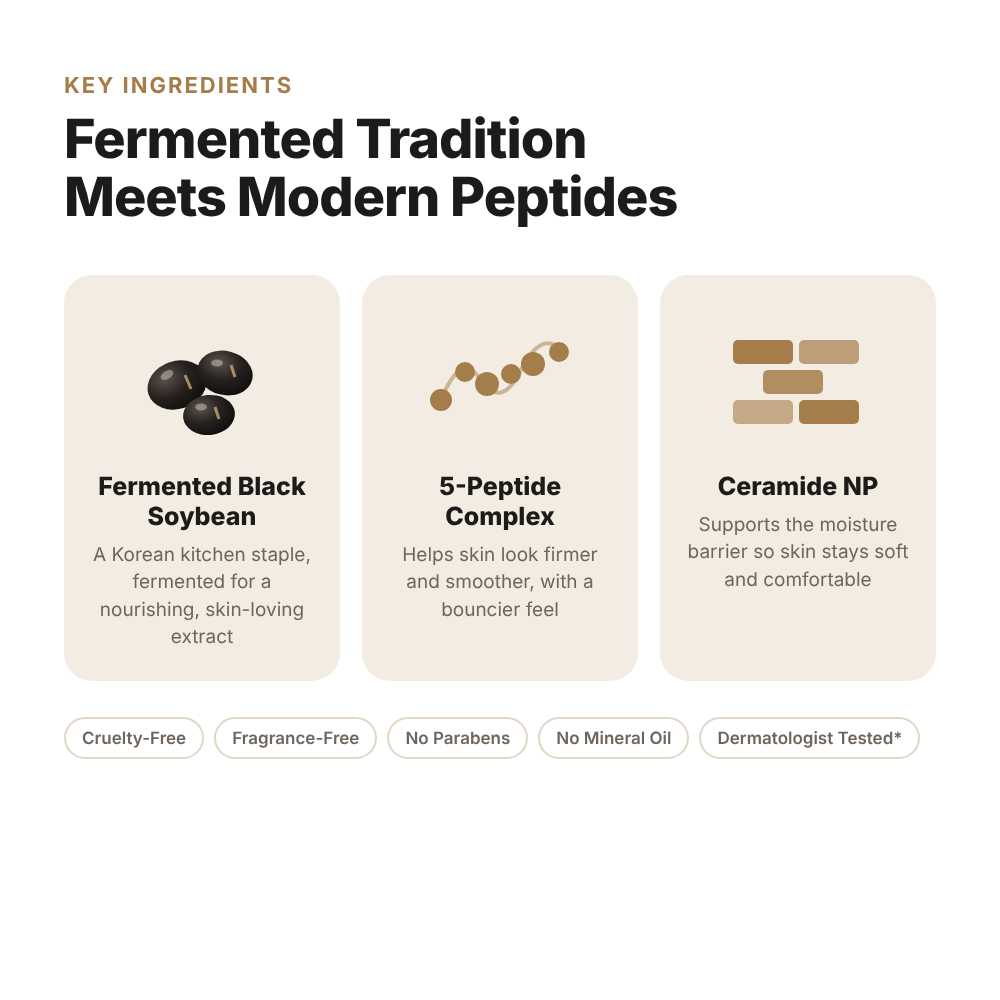 KEY INGREDIENTS
Fermented Tradition
Meets Modern Peptides
Fermented Black
Soybean
A Korean kitchen staple,
fermented for a
nourishing, skin-loving
extract
5-Peptide
Complex
Helps skin look firmer
and smoother, with a
bouncier feel
Ceramide NP
Supports the moisture
barrier so skin stays soft
and comfortable
Cruelty-Free
Fragrance-Free
No Parabens
No Mineral Oil
Dermatologist Tested*